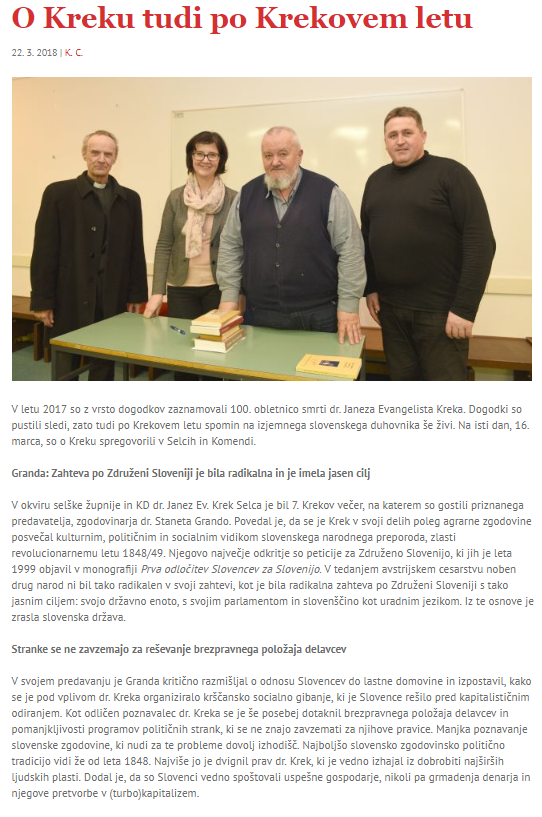 O Kreku tudi po Krekovem letu
22. 3. 2018 | K. C.
V letu 2017 so z vrsto dogodkov zaznamovali 100. obletnico smrti dr. Janeza Evangelista Kreka. Dogodki so
pustili sledi, zato tudi po Krekovem letu spomin na izjemnega slovenskega duhovnika še živi. Na isti dan, 16.
marca, so o Kreku spregovorili v Selcih in Komendi.
Granda: Zahteva po Združeni Sloveniji je bila radikalna in je imela jasen cilj
V okviru selške župnije in KD dr. Janez Ev. Krek Selca je bil 7. Krekov večer, na katerem so gostili priznanega
predavatelja, zgodovinarja dr. Staneta Grando. Povedal je, da se je Krek v svoji delih poleg agrarne zgodovine
posvečal kulturnim, političnim in socialnim vidikom slovenskega narodnega preporoda, zlasti
revolucionarnemu letu 1848/49. Njegovo največje odkritje so peticije za Združeno Slovenijo, ki jih je leta
1999 objavil v monografiji Prva odločitev Slovencev za Slovenijo. V tedanjem avstrijskem cesarstvu noben
drug narod ni bil tako radikalen v svoji zahtevi, kot je bila radikalna zahteva po Združeni Sloveniji s tako
jasnim ciljem: svojo državno enoto, s svojim parlamentom in slovenščino kot uradnim jezikom. Iz te osnove je
zrasla slovenska država.
Stranke se ne zavzemajo za reševanje brezpravnega položaja delavcev
V svojem predavanju je Granda kritično razmišljal o odnosu Slovencev do lastne domovine in izpostavil, kako
se je pod vplivom dr. Kreka organiziralo krščansko socialno gibanje, ki je Slovence rešilo pred kapitalističnim
odiranjem. Kot odličen poznavalec dr. Kreka se je še posebej dotaknil brezpravnega položaja delavcev in
pomanjkljivosti programov političnih strank, ki se ne znajo zavzemati za njihove pravice. Manjka poznavanje
slovenske zgodovine, ki nudi za te probleme dovolj izhodišč. Najboljšo slovensko zgodovinsko politično
tradicijo vidi že od leta 1848. Najviše jo je dvignil prav dr. Krek, ki je vedno izhajal iz dobrobiti najširših
ljudskih plasti. Dodal je, da so Slovenci vedno spoštovali uspešne gospodarje, nikoli pa grmadenja denarja in
njegove pretvorbe v (turbo)kapitalizem.